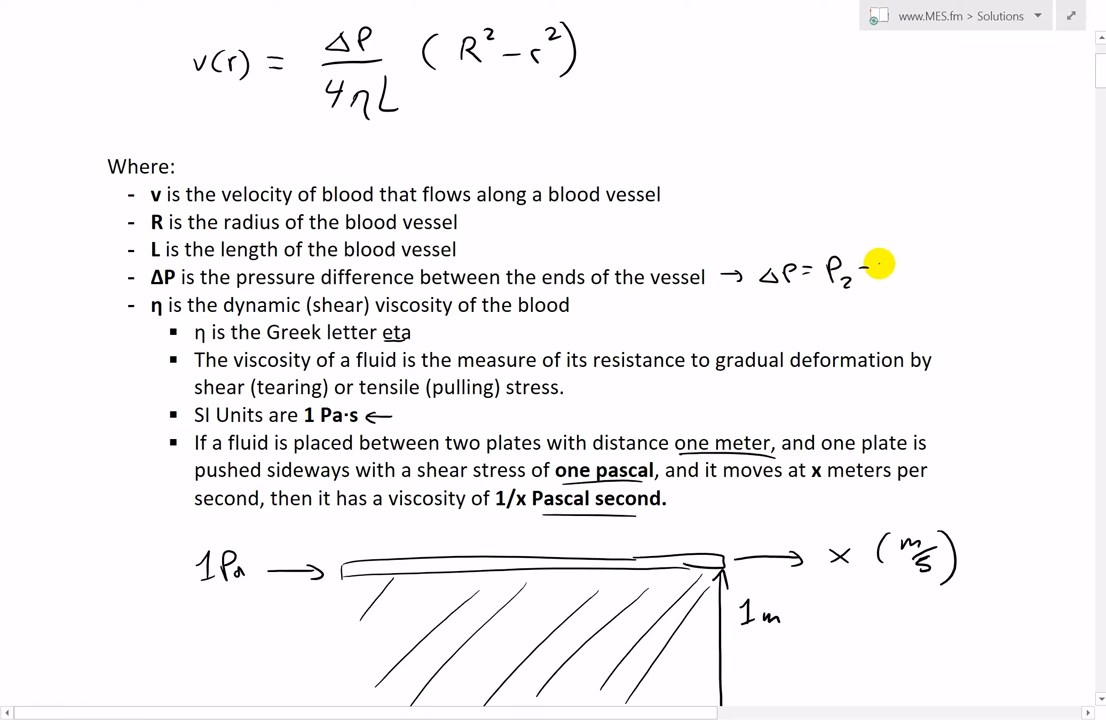 www.MES.fm > Solutions
v(r) = ΔP / 4ηL (R² - r²)
Where:
- v is the velocity of blood that flows along a blood vessel
- R is the radius of the blood vessel
- L is the length of the blood vessel
- ΔP is the pressure difference between the ends of the vessel → ΔP = P₂ -
- η is the dynamic (shear) viscosity of the blood
▪ η is the Greek letter eta
▪ The viscosity of a fluid is the measure of its resistance to gradual deformation by
shear (tearing) or tensile (pulling) stress.
▪ SI Units are 1 Pa·s ←
▪ If a fluid is placed between two plates with distance one meter, and one plate is
pushed sideways with a shear stress of one pascal, and it moves at x meters per
second, then it has a viscosity of 1/x Pascal second.
1Pa → → x (m/s)
1m